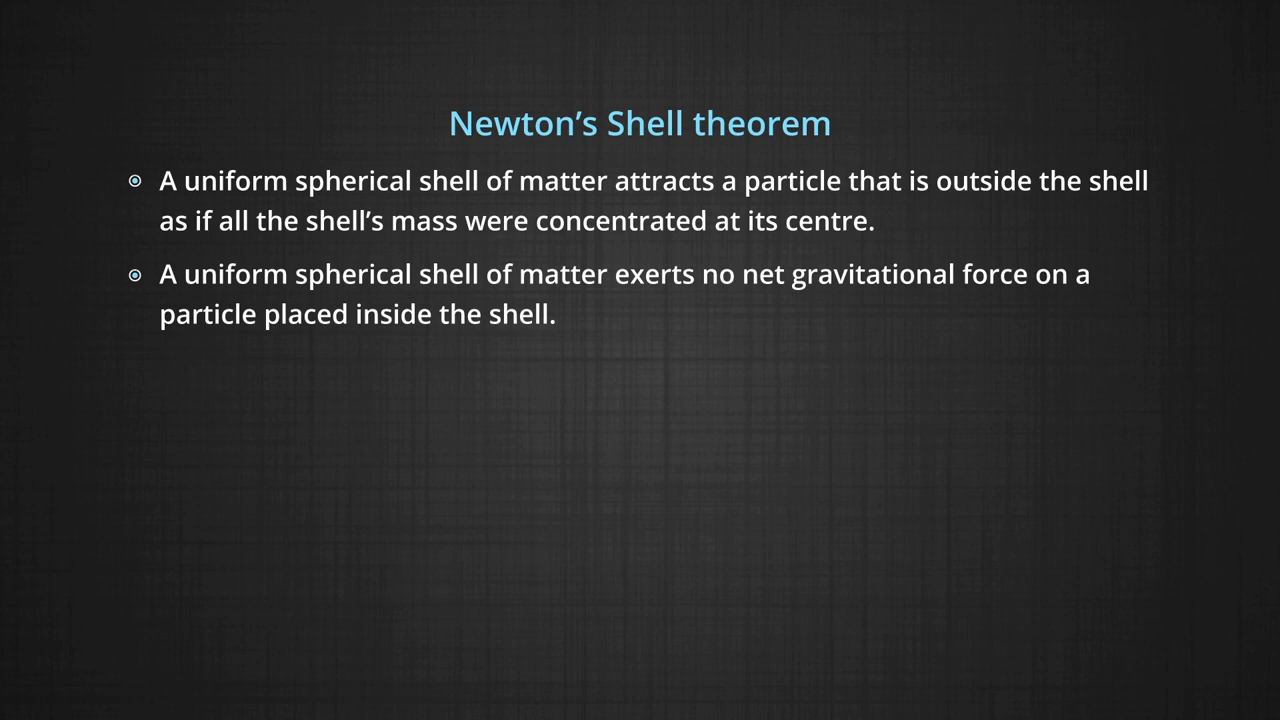 Newton’s Shell theorem
A uniform spherical shell of matter attracts a particle that is outside the shell
as if all the shell’s mass were concentrated at its centre.
A uniform spherical shell of matter exerts no net gravitational force on a
particle placed inside the shell.